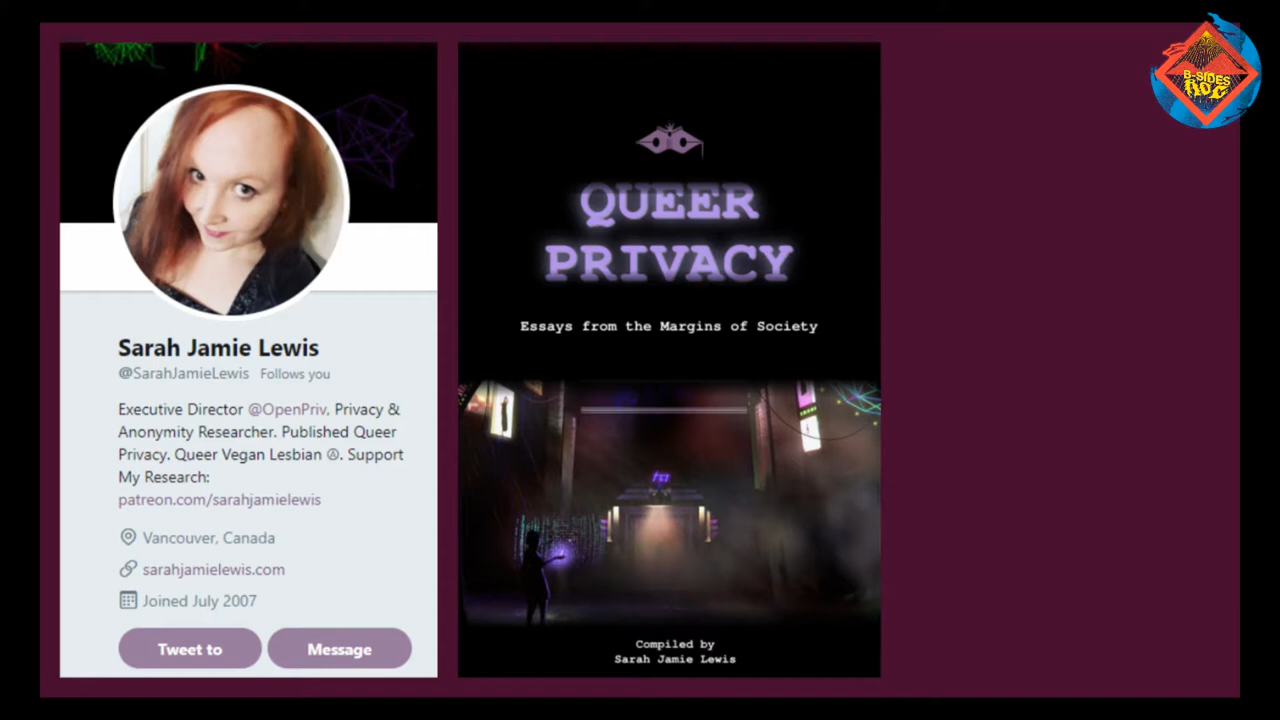 B-SIDES
ROC
Sarah Jamie Lewis
@SarahJamieLewis Follows you
Executive Director @OpenPriv. Privacy &
Anonymity Researcher. Published Queer
Privacy. Queer Vegan Lesbian Ⓐ. Support
My Research:
patreon.com/sarahjamielewis
Vancouver, Canada
sarahjamielewis.com
Joined July 2007
Tweet to
Message
QUEER
PRIVACY
Essays from the Margins of Society
Compiled by
Sarah Jamie Lewis